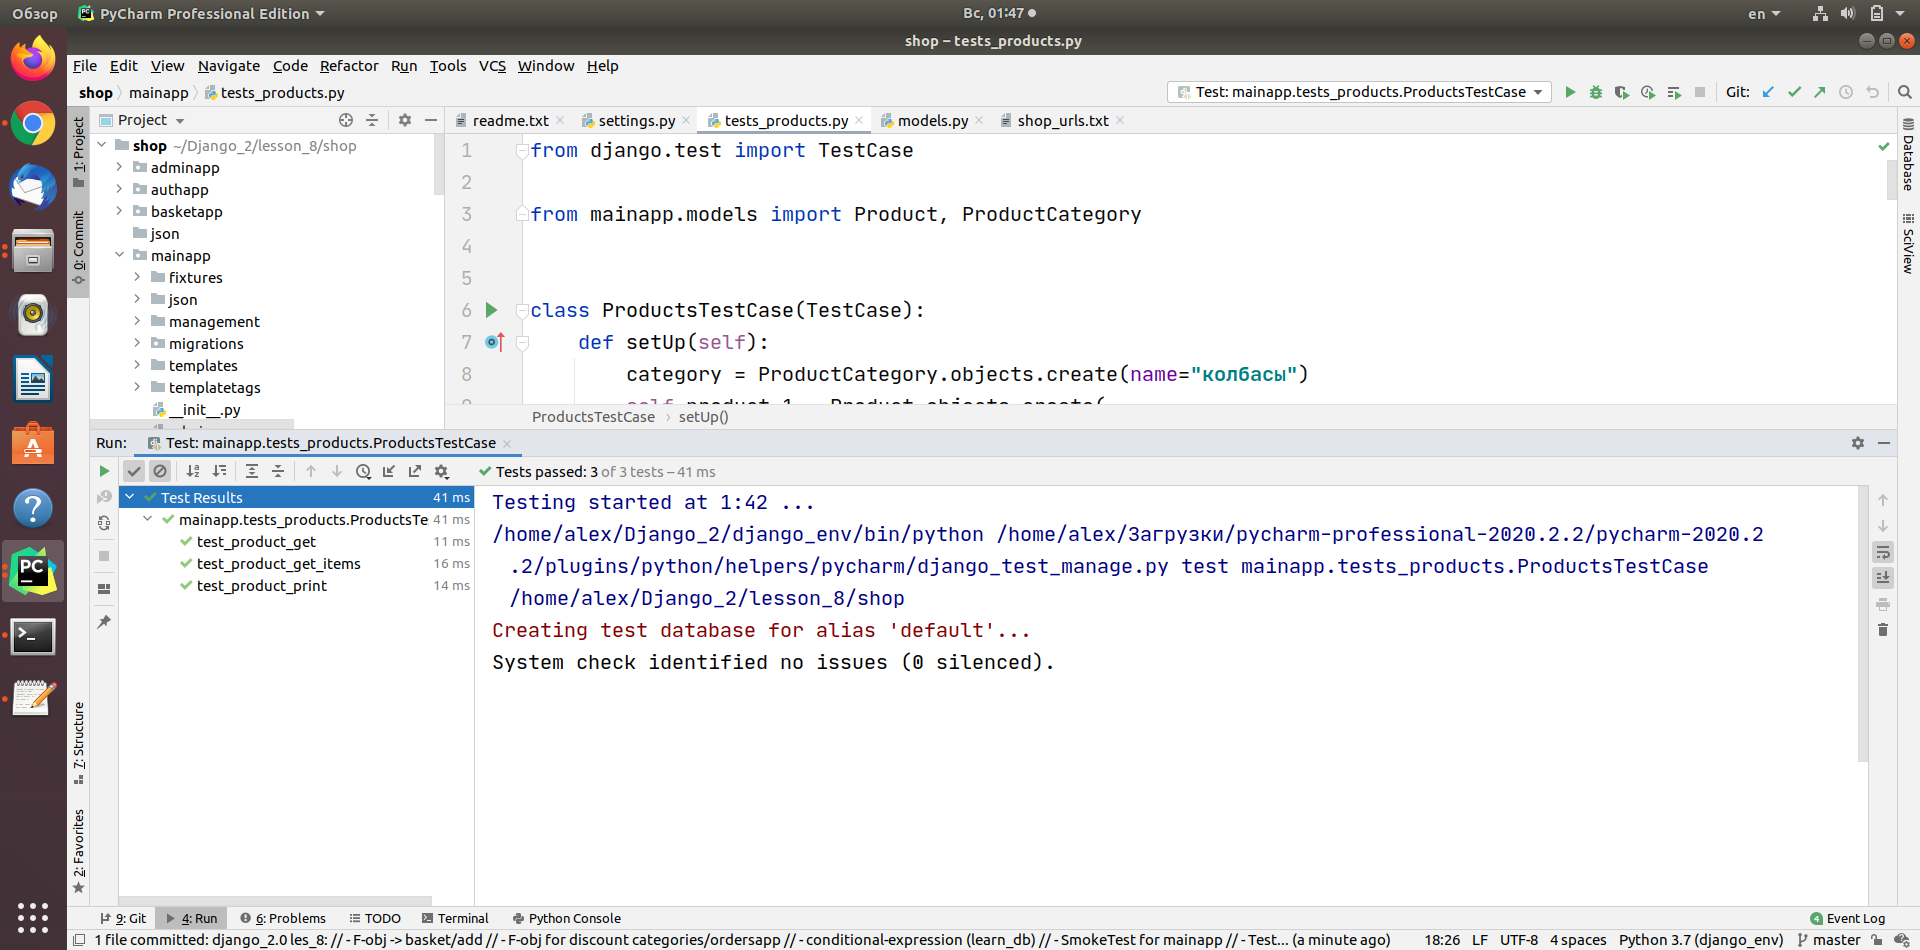 Обзор
PyCharm Professional Edition
Вс, 01:47
en
shop – tests_products.py
File Edit View Navigate Code Refactor Run Tools VCS Window Help
shop mainapp tests_products.py
Test: mainapp.tests_products.ProductsTestCase
Git:
1: Project
0: Commit
7: Structure
2: Favorites
Project
shop ~/Django_2/lesson_8/shop
adminapp
authapp
basketapp
json
mainapp
fixtures
json
management
migrations
templates
templatetags
__init__.py
readme.txt settings.py tests_products.py models.py shop_urls.txt
1 from django.test import TestCase
2
3 from mainapp.models import Product, ProductCategory
4
5
6 class ProductsTestCase(TestCase):
7 def setUp(self):
8 category = ProductCategory.objects.create(name="колбасы")
9 self.product_1 = Product.objects.create(
ProductsTestCase › setUp()
Database
SciView
Run: Test: mainapp.tests_products.ProductsTestCase
Tests passed: 3 of 3 tests – 41 ms
Test Results 41 ms
mainapp.tests_products.ProductsTe 41 ms
test_product_get 11 ms
test_product_get_items 16 ms
test_product_print 14 ms
Testing started at 1:42 ...
/home/alex/Django_2/django_env/bin/python /home/alex/Загрузки/pycharm-professional-2020.2.2/pycharm-2020.2
.2/plugins/python/helpers/pycharm/django_test_manage.py test mainapp.tests_products.ProductsTestCase
/home/alex/Django_2/lesson_8/shop
Creating test database for alias 'default'...
System check identified no issues (0 silenced).
9: Git 4: Run 6: Problems TODO Terminal Python Console
4 Event Log
1 file committed: django_2.0 les_8: // - F-obj -> basket/add // - F-obj for discount categories/ordersapp // - conditional-expression (learn_db) // - SmokeTest for mainapp // - Test... (a minute ago)
18:26 LF UTF-8 4 spaces Python 3.7 (django_env) master